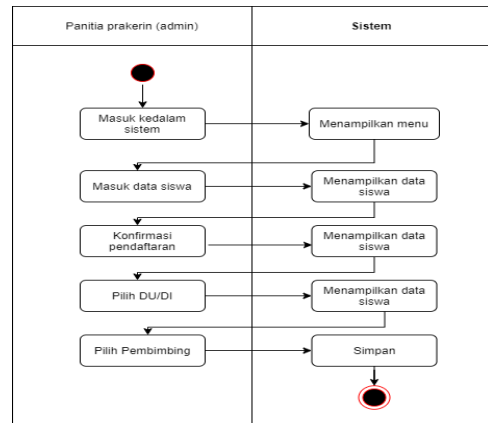 Panitia prakerin (admin)
Sistem
Masuk kedalam
sistem
Menampilkan menu
Masuk data siswa
Menampilkan data
siswa
Konfirmasi
pendaftaran
Menampilkan data
siswa
Pilih DU/DI
Menampilkan data
siswa
Pilih Pembimbing
Simpan